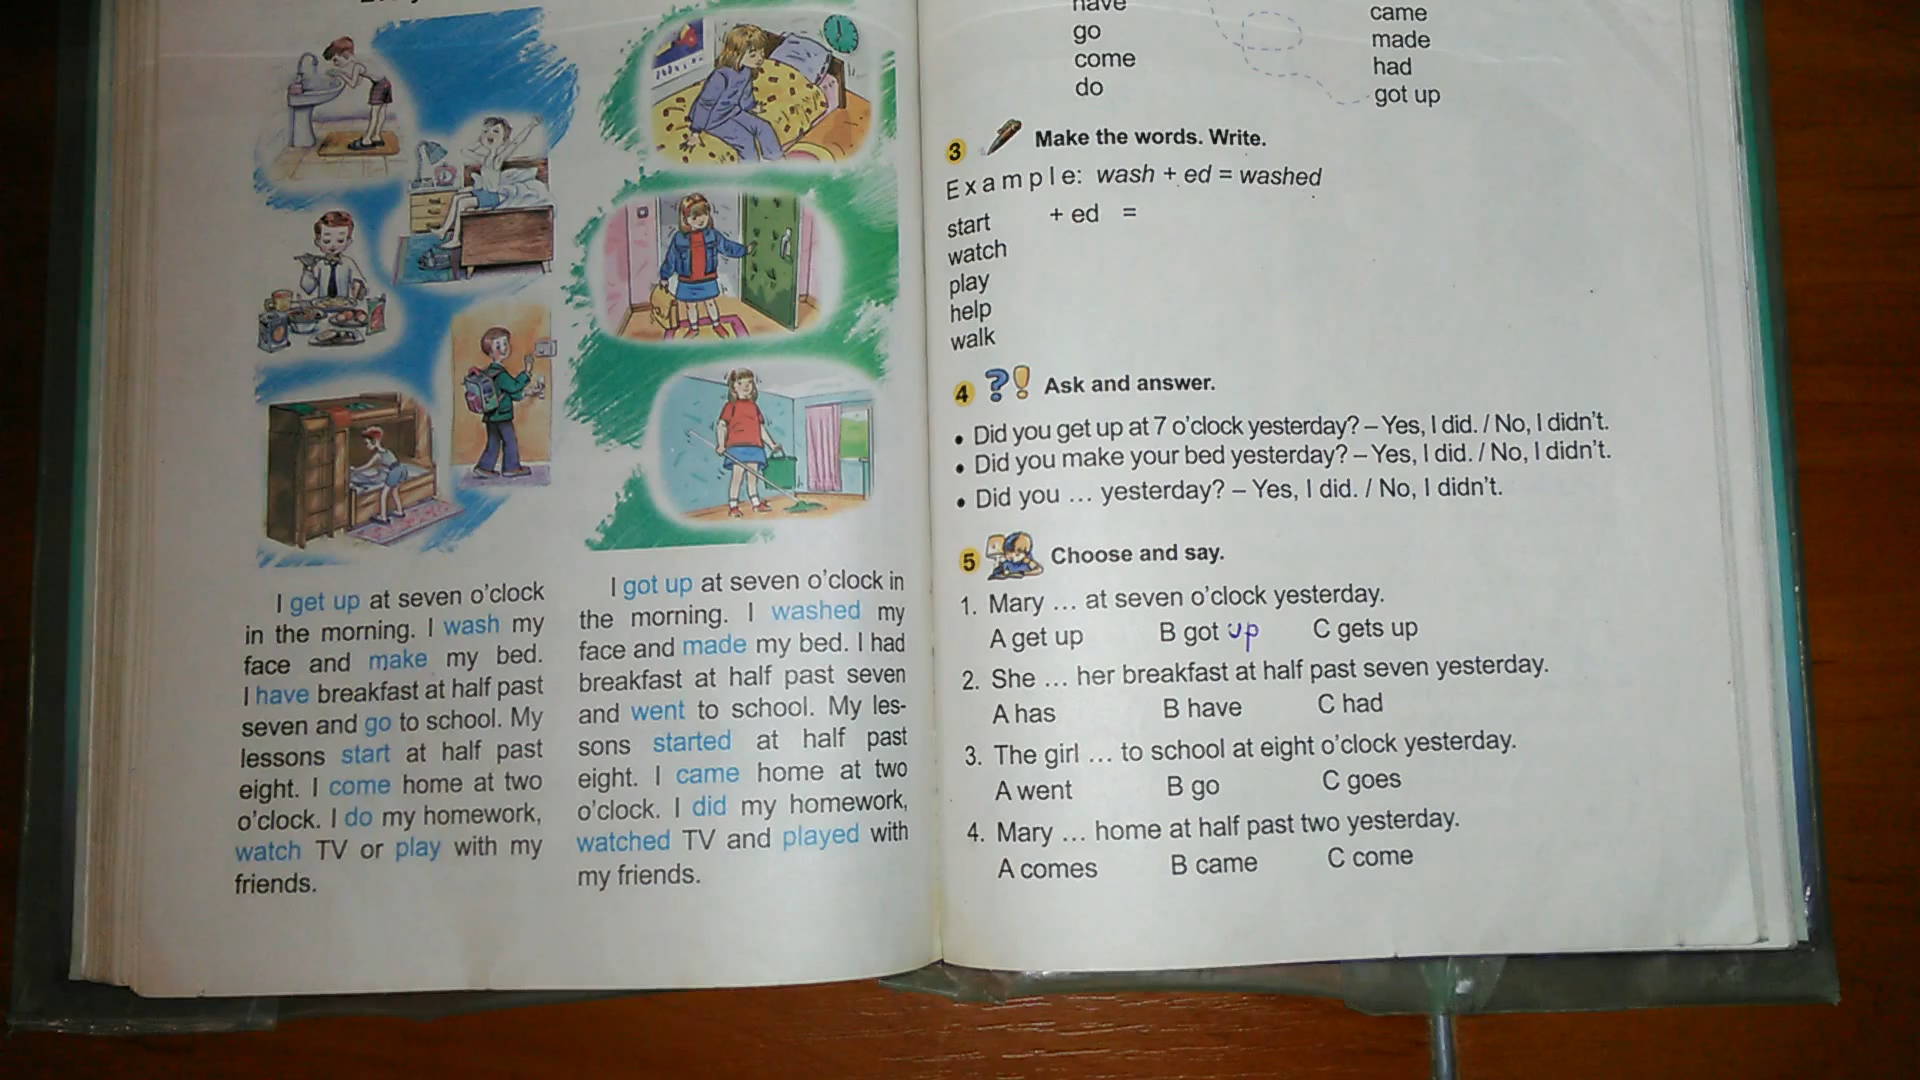 I get up at seven o'clock
in the morning. I wash my
face and make my bed.
I have breakfast at half past
seven and go to school. My
lessons start at half past
eight. I come home at two
o'clock. I do my homework,
watch TV or play with my
friends.
I got up at seven o'clock in
the morning. I washed my
face and made my bed. I had
breakfast at half past seven
and went to school. My les-
sons started at half past
eight. I came home at two
o'clock. I did my homework,
watched TV and played with
my friends.
have
go
come
do
came
made
had
got up
3 Make the words. Write.
Example: wash + ed = washed
start + ed =
watch
play
help
walk
4 ?! Ask and answer.
• Did you get up at 7 o'clock yesterday? – Yes, I did. / No, I didn't.
• Did you make your bed yesterday? – Yes, I did. / No, I didn't.
• Did you ... yesterday? – Yes, I did. / No, I didn't.
5 Choose and say.
1. Mary ... at seven o'clock yesterday.
A get up B got up C gets up
2. She ... her breakfast at half past seven yesterday.
A has B have C had
3. The girl ... to school at eight o'clock yesterday.
A went B go C goes
4. Mary ... home at half past two yesterday.
A comes B came C come